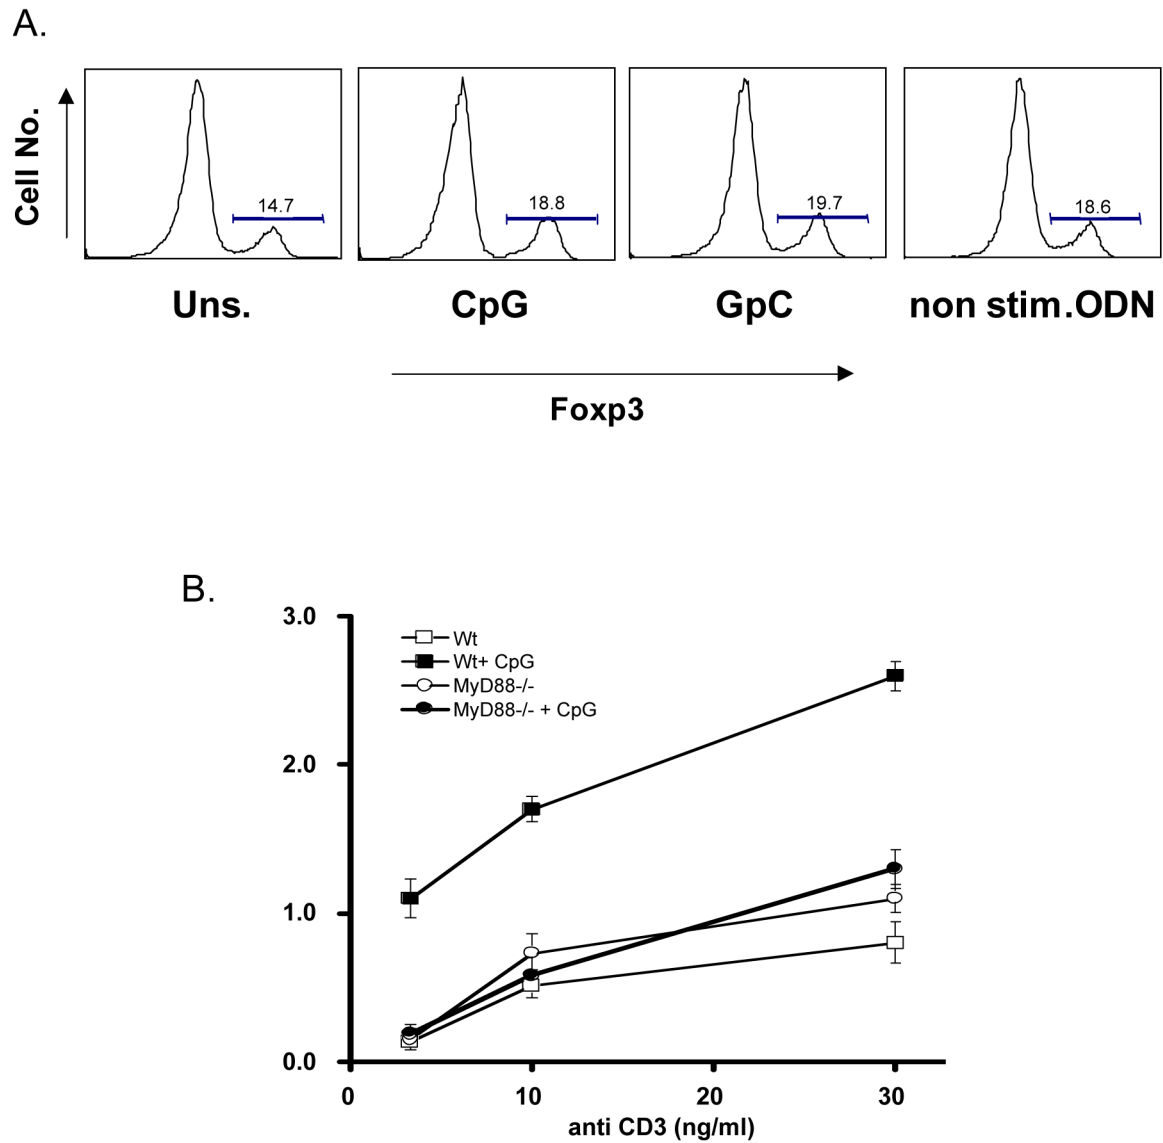 A.
Cell No.
14.7
18.8
19.7
18.6
Uns.
CpG
GpC
non stim.ODN
Foxp3
B.
3.0
2.0
1.0
0.0
Wt
Wt+ CpG
MyD88-/-
MyD88-/- + CpG
0
10
20
30
anti CD3 (ng/ml)